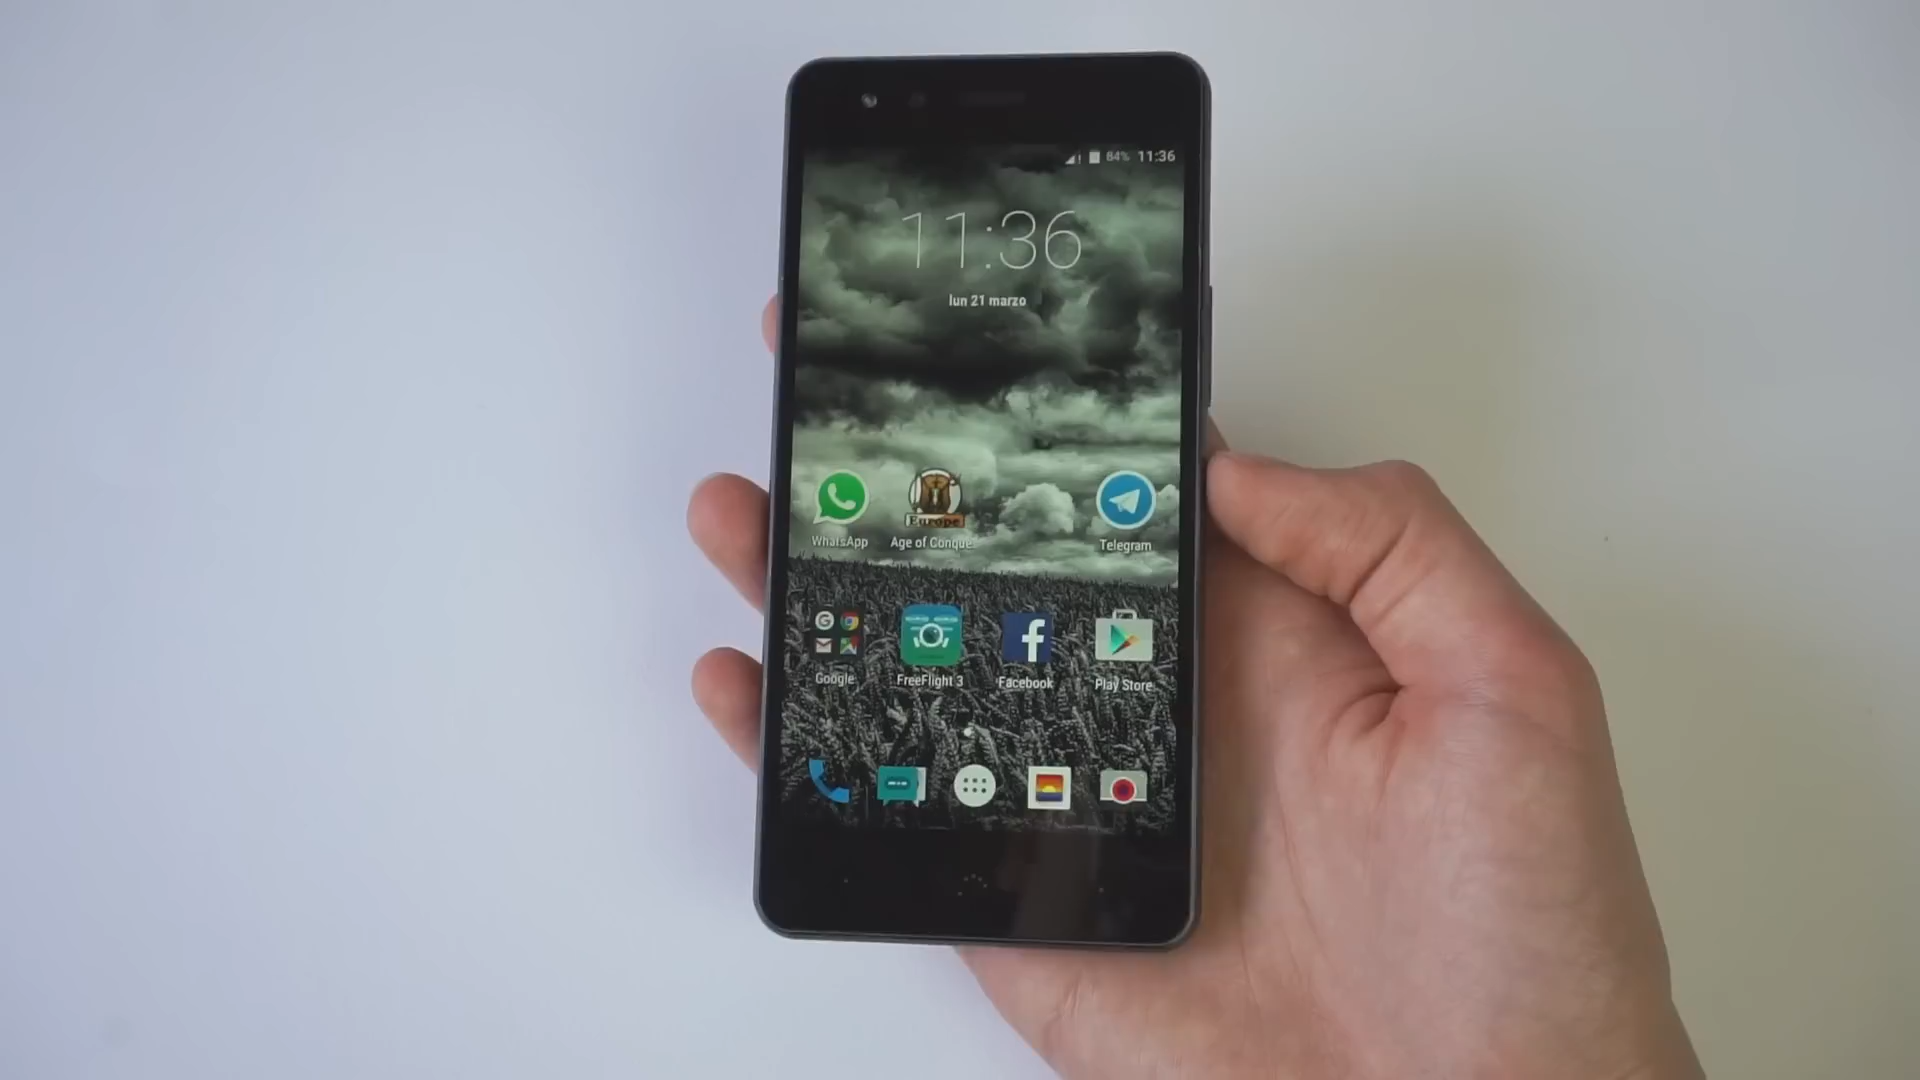 84% 11:36
11:36
lun 21 marzo
Europe
WhatsApp Age of Conque Telegram
G
Google FreeFlight 3 Facebook Play Store